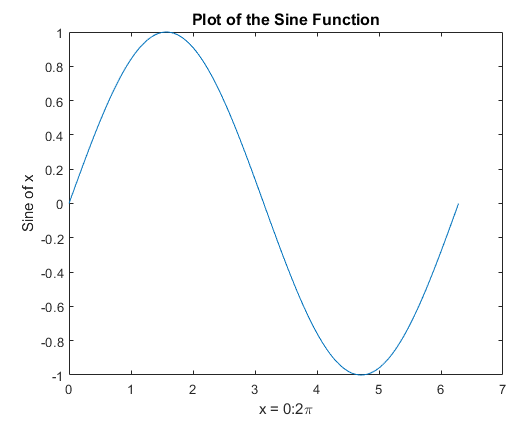 Plot of the Sine Function
1
0.8
0.6
0.4
0.2
0
-0.2
-0.4
-0.6
-0.8
-1
Sine of x
0 1 2 3 4 5 6 7
x = 0:2π